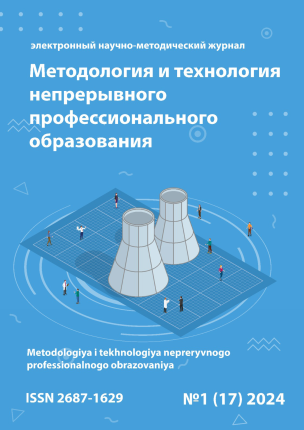 электронный научно-методический журнал
Методология и технология
непрерывного
профессионального
образования
Metodologiya i tekhnologiya nepreryvnogo
professionalnogo obrazovaniya
ISSN 2687-1629
№1 (17) 2024